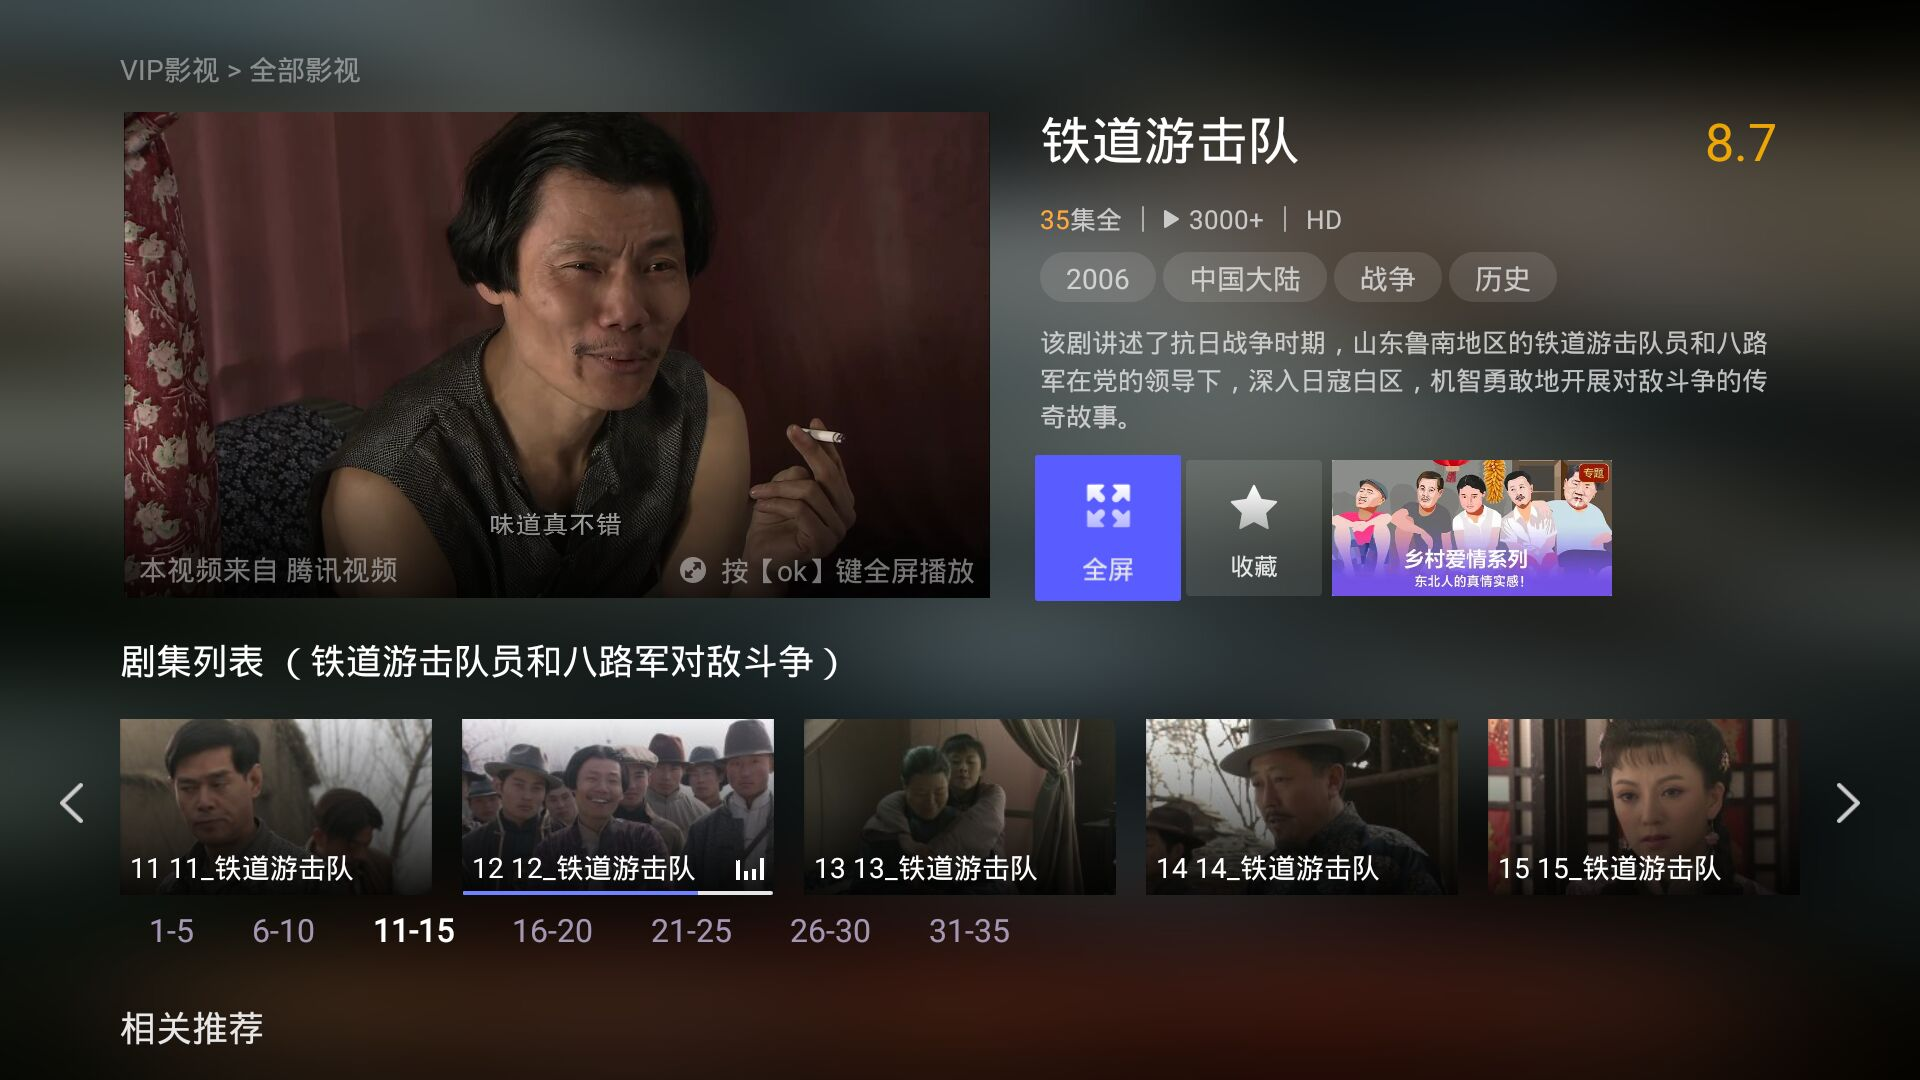 VIP影视 > 全部影视
铁道游击队
8.7
35集全 | ▶ 3000+ | HD
2006 中国大陆 战争 历史
该剧讲述了抗日战争时期，山东鲁南地区的铁道游击队员和八路
军在党的领导下，深入日寇白区，机智勇敢地开展对敌斗争的传
奇故事。
味道真不错
本视频来自 腾讯视频
按【ok】键全屏播放
全屏
收藏
专题
乡村爱情系列
东北人的真情实感!
剧集列表 （铁道游击队员和八路军对敌斗争）
11 11_铁道游击队
12 12_铁道游击队
13 13_铁道游击队
14 14_铁道游击队
15 15_铁道游击队
1-5 6-10 11-15 16-20 21-25 26-30 31-35
相关推荐